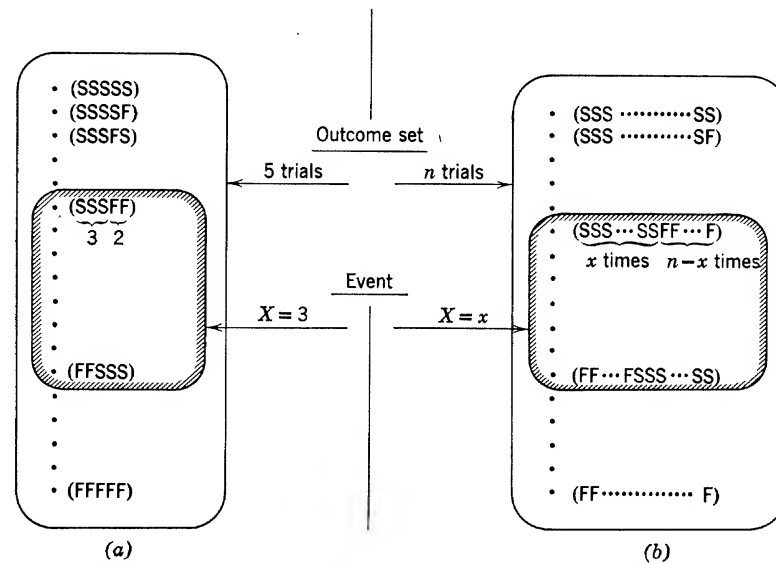 (SSSSS)
(SSSSF)
(SSSFS)
(SSSFF)
3 2
(FFSSS)
(FFFFF)
(a)
Outcome set
5 trials
n trials
Event
X = 3
X = x
(SSS ··········· SS)
(SSS ··········· SF)
(SSS ··· SSFF ··· F)
x times
n – x times
(FF ··· FSSS ··· SS)
(FF ············· F)
(b)